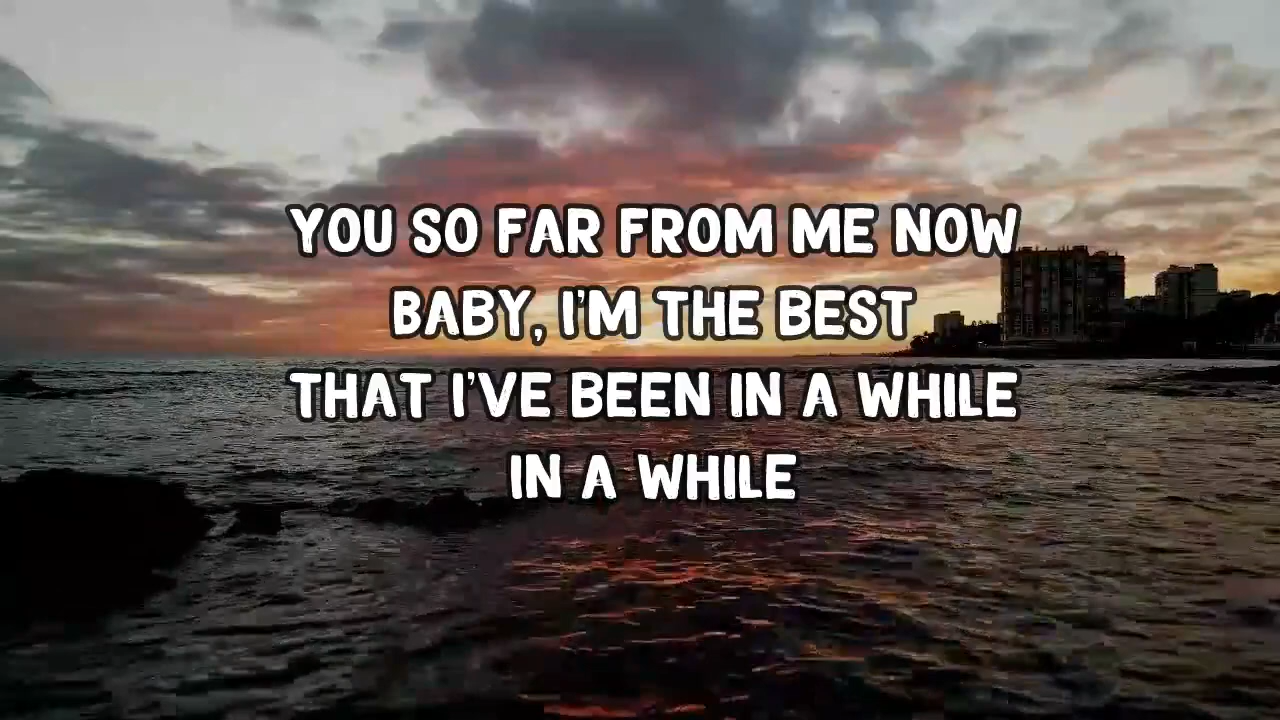 YOU SO FAR FROM ME NOW
BABY, I'M THE BEST
THAT I'VE BEEN IN A WHILE
IN A WHILE